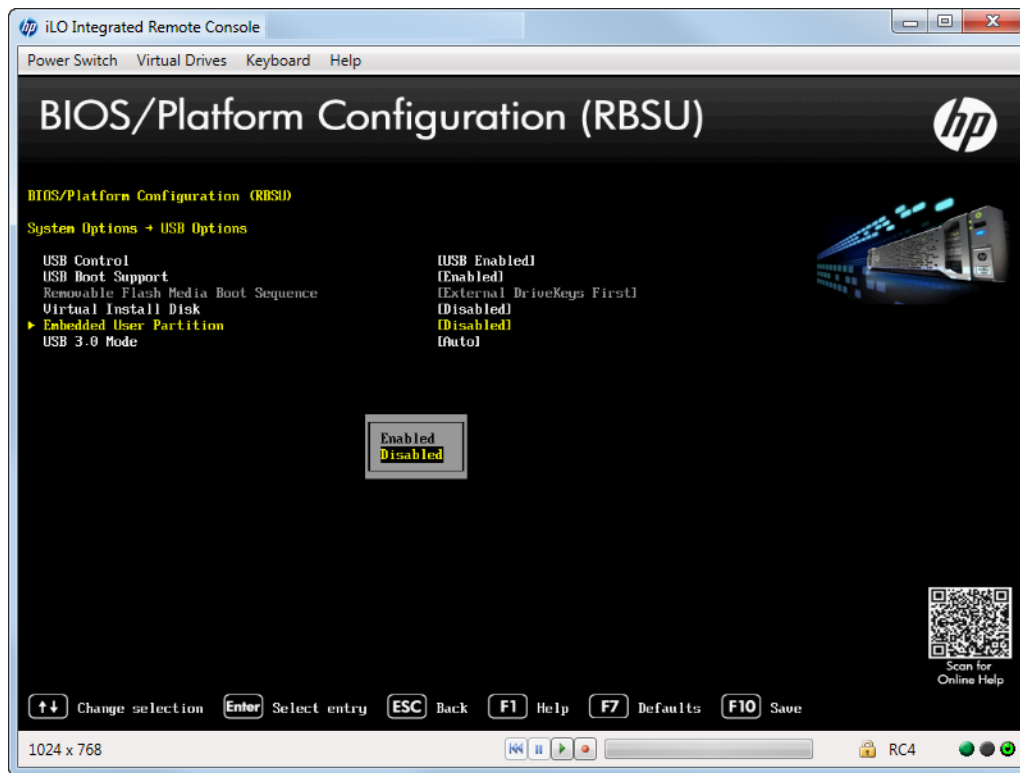 hp iLO Integrated Remote Console
Power Switch Virtual Drives Keyboard Help
BIOS/Platform Configuration (RBSU)
hp
BIOS/Platform Configuration (RBSU)
System Options → USB Options
USB Control [USB Enabled]
USB Boot Support [Enabled]
Removable Flash Media Boot Sequence [External DriveKeys First]
Virtual Install Disk [Disabled]
Embedded User Partition [Disabled]
USB 3.0 Mode [Auto]
Enabled
Disabled
Scan for
Online Help
↑↓ Change selection Enter Select entry ESC Back F1 Help F7 Defaults F10 Save
1024 x 768 RC4